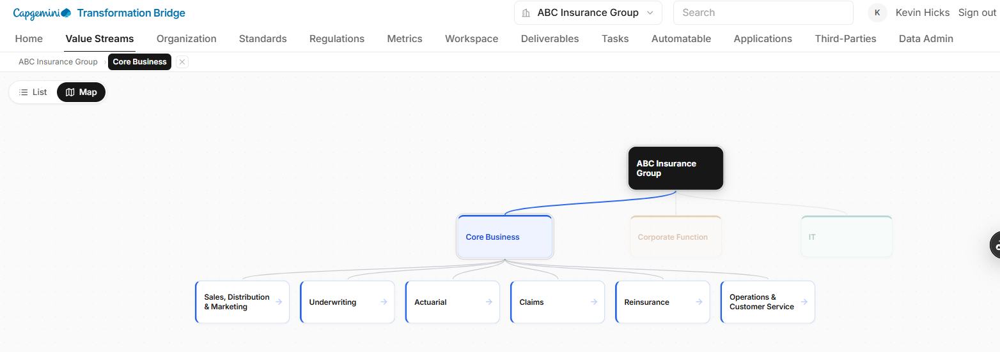 Capgemini Transformation Bridge
ABC Insurance Group
Search
K
Kevin Hicks
Sign out
Home
Value Streams
Organization
Standards
Regulations
Metrics
Workspace
Deliverables
Tasks
Automatable
Applications
Third-Parties
Data Admin
ABC Insurance Group › Core Business
List
Map
ABC Insurance
Group
Core Business
Corporate Function
IT
Sales, Distribution
& Marketing
Underwriting
Actuarial
Claims
Reinsurance
Operations &
Customer Service